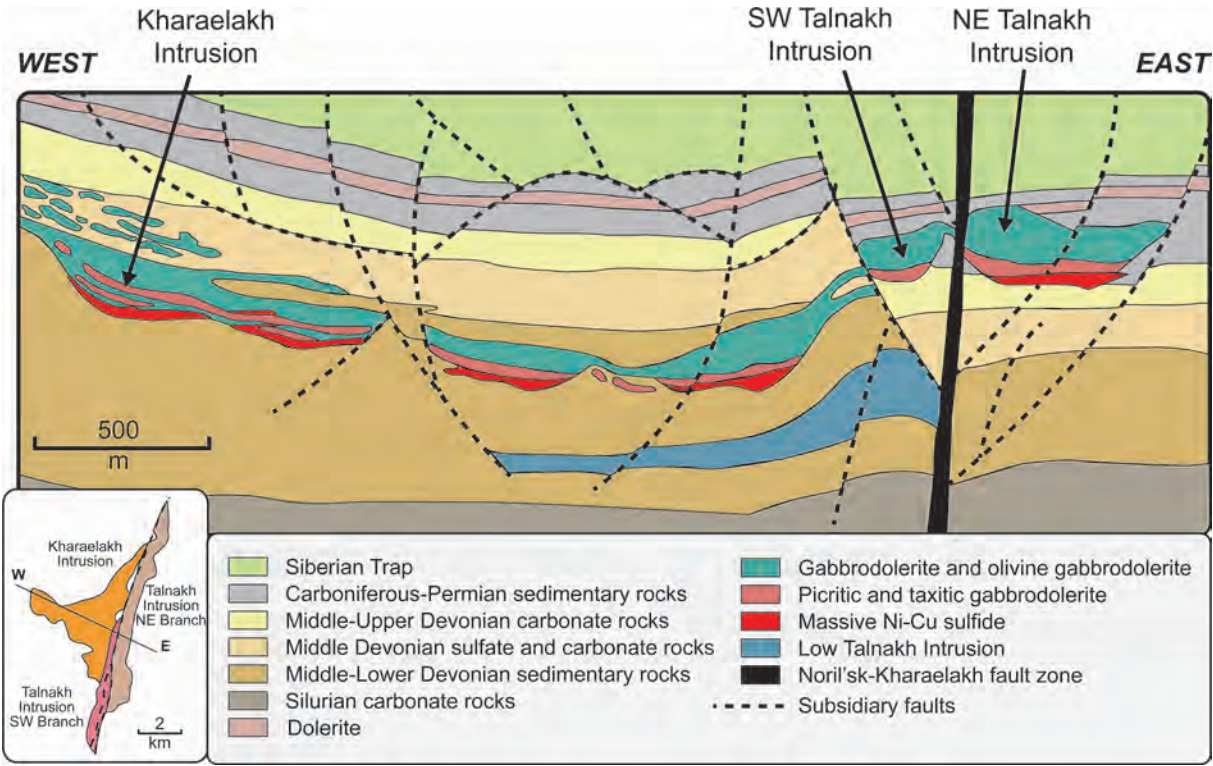 Kharaelakh
Intrusion
SW Talnakh
Intrusion
NE Talnakh
Intrusion
WEST
EAST
500
m
Kharaelakh
Intrusion
W
Talnakh
Intrusion
NE Branch
E
Talnakh
Intrusion
SW Branch
2
km
Siberian Trap
Carboniferous-Permian sedimentary rocks
Middle-Upper Devonian carbonate rocks
Middle Devonian sulfate and carbonate rocks
Middle-Lower Devonian sedimentary rocks
Silurian carbonate rocks
Dolerite
Gabbrodolerite and olivine gabbrodolerite
Picritic and taxitic gabbrodolerite
Massive Ni-Cu sulfide
Low Talnakh Intrusion
Noril'sk-Kharaelakh fault zone
Subsidiary faults